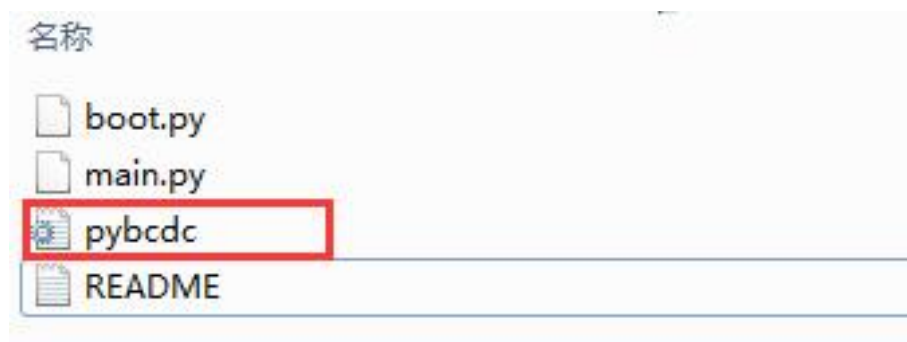 名称
boot.py
main.py
pybcdc
README